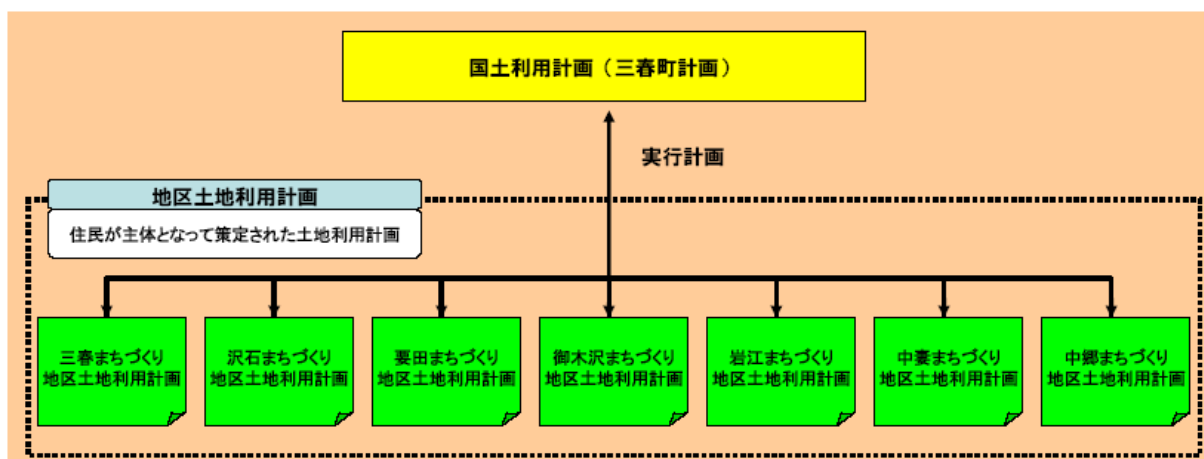 国土利用計画（三春町計画）
実行計画
地区土地利用計画
住民が主体となって策定された土地利用計画
三春まちづくり
地区土地利用計画
沢石まちづくり
地区土地利用計画
要田まちづくり
地区土地利用計画
御木沢まちづくり
地区土地利用計画
岩江まちづくり
地区土地利用計画
中妻まちづくり
地区土地利用計画
中郷まちづくり
地区土地利用計画